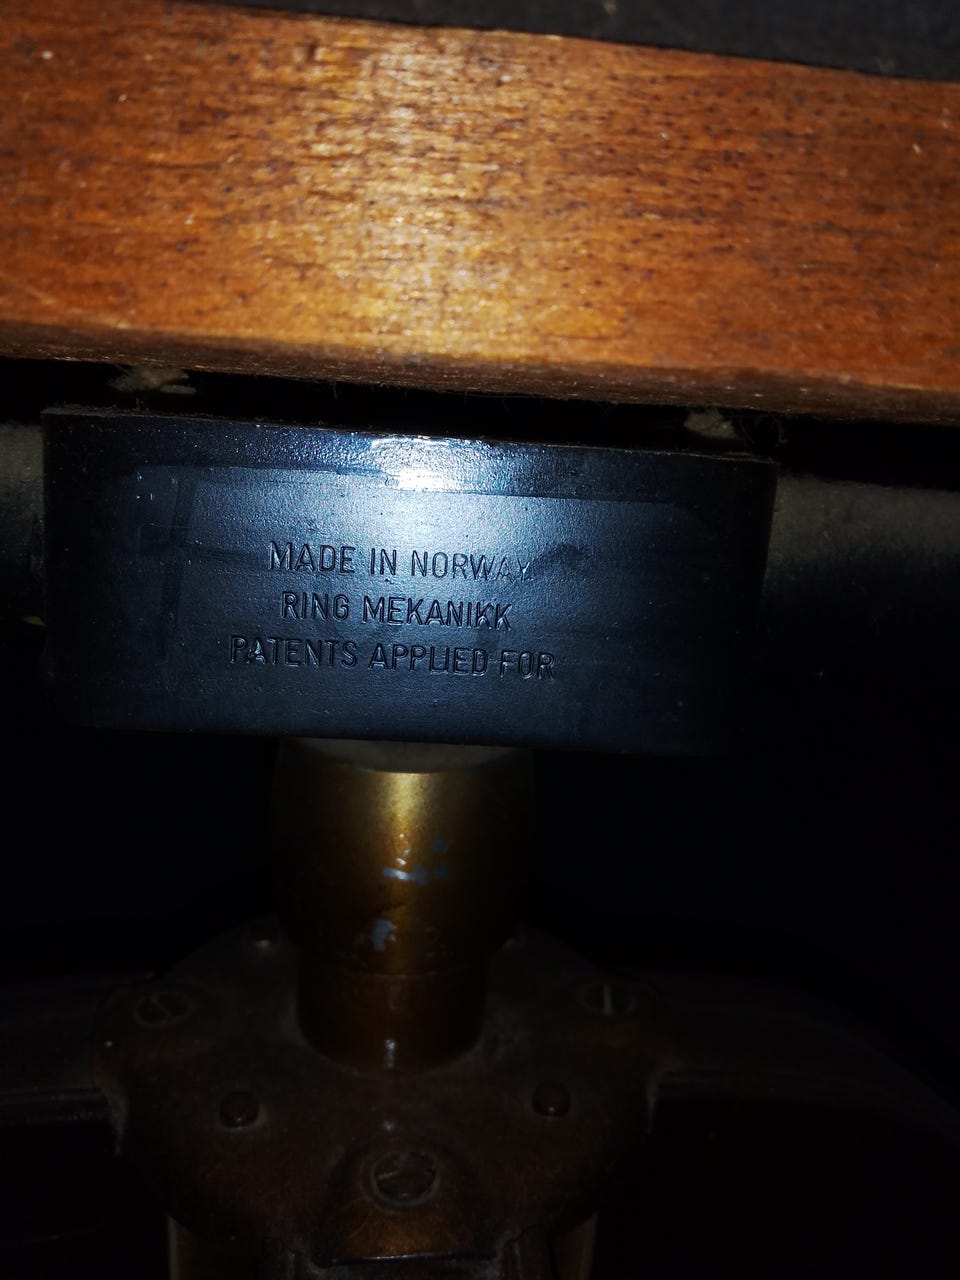 MADE IN NORWAY
RING MEKANIKK
PATENTS APPLIED FOR